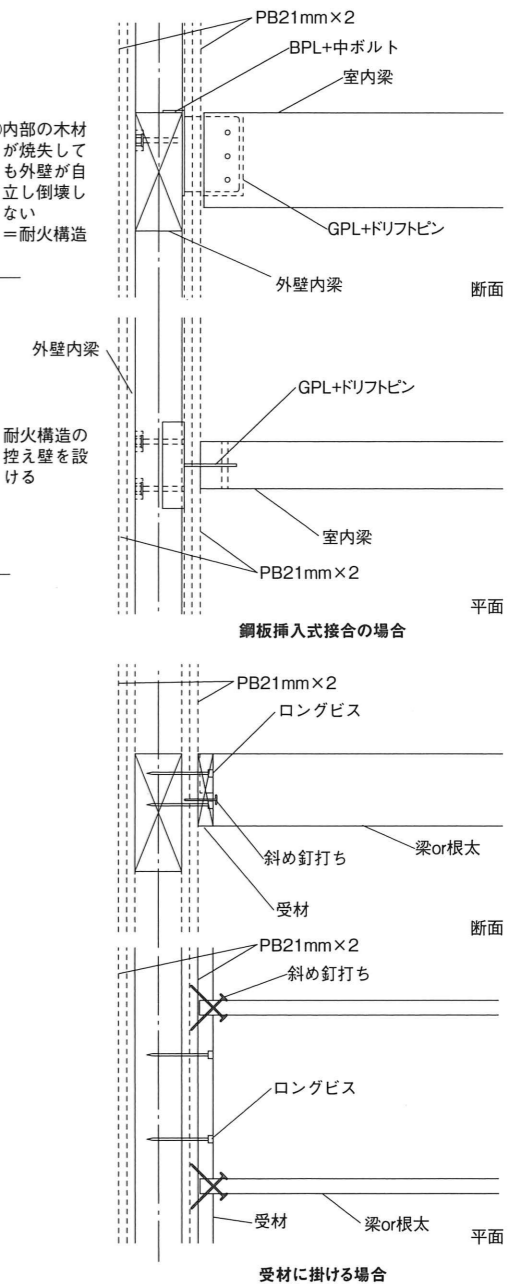 PB21mm×2
BPL+中ボルト
室内梁
内部の木材
が焼失して
も外壁が自
立し倒壊し
ない
＝耐火構造
GPL+ドリフトピン
外壁内梁
断面
外壁内梁
GPL+ドリフトピン
耐火構造の
控え壁を設
ける
室内梁
PB21mm×2
平面
鋼板挿入式接合の場合
PB21mm×2
ロングビス
斜め釘打ち
梁or根太
受材
断面
PB21mm×2
斜め釘打ち
ロングビス
受材
梁or根太
平面
受材に掛ける場合